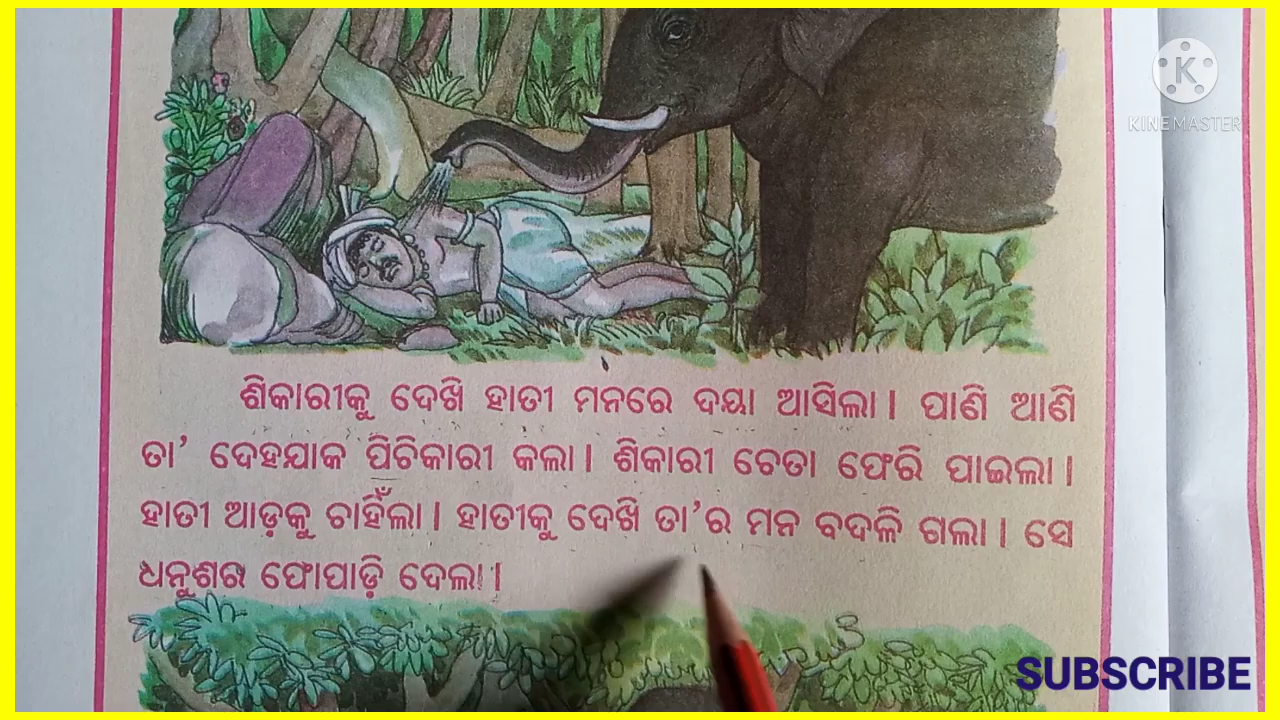 KINEMASTER
ଶିକାରୀକୁ ଦେଖି ହାତୀ ମନରେ ଦୟା ଆସିଲା। ପାଣି ଆଣି
ତା’ ଦେହଯାକ ପିଚିକାରୀ କଲା। ଶିକାରୀ ଚେତା ଫେରି ପାଇଲା।
ହାତୀ ଆଡ଼କୁ ଚାହିଁଲା। ହାତୀକୁ ଦେଖି ତା’ର ମନ ବଦଳି ଗଲା। ସେ
ଧନୁଶର ଫୋପାଡ଼ି ଦେଲା।
SUBSCRIBE